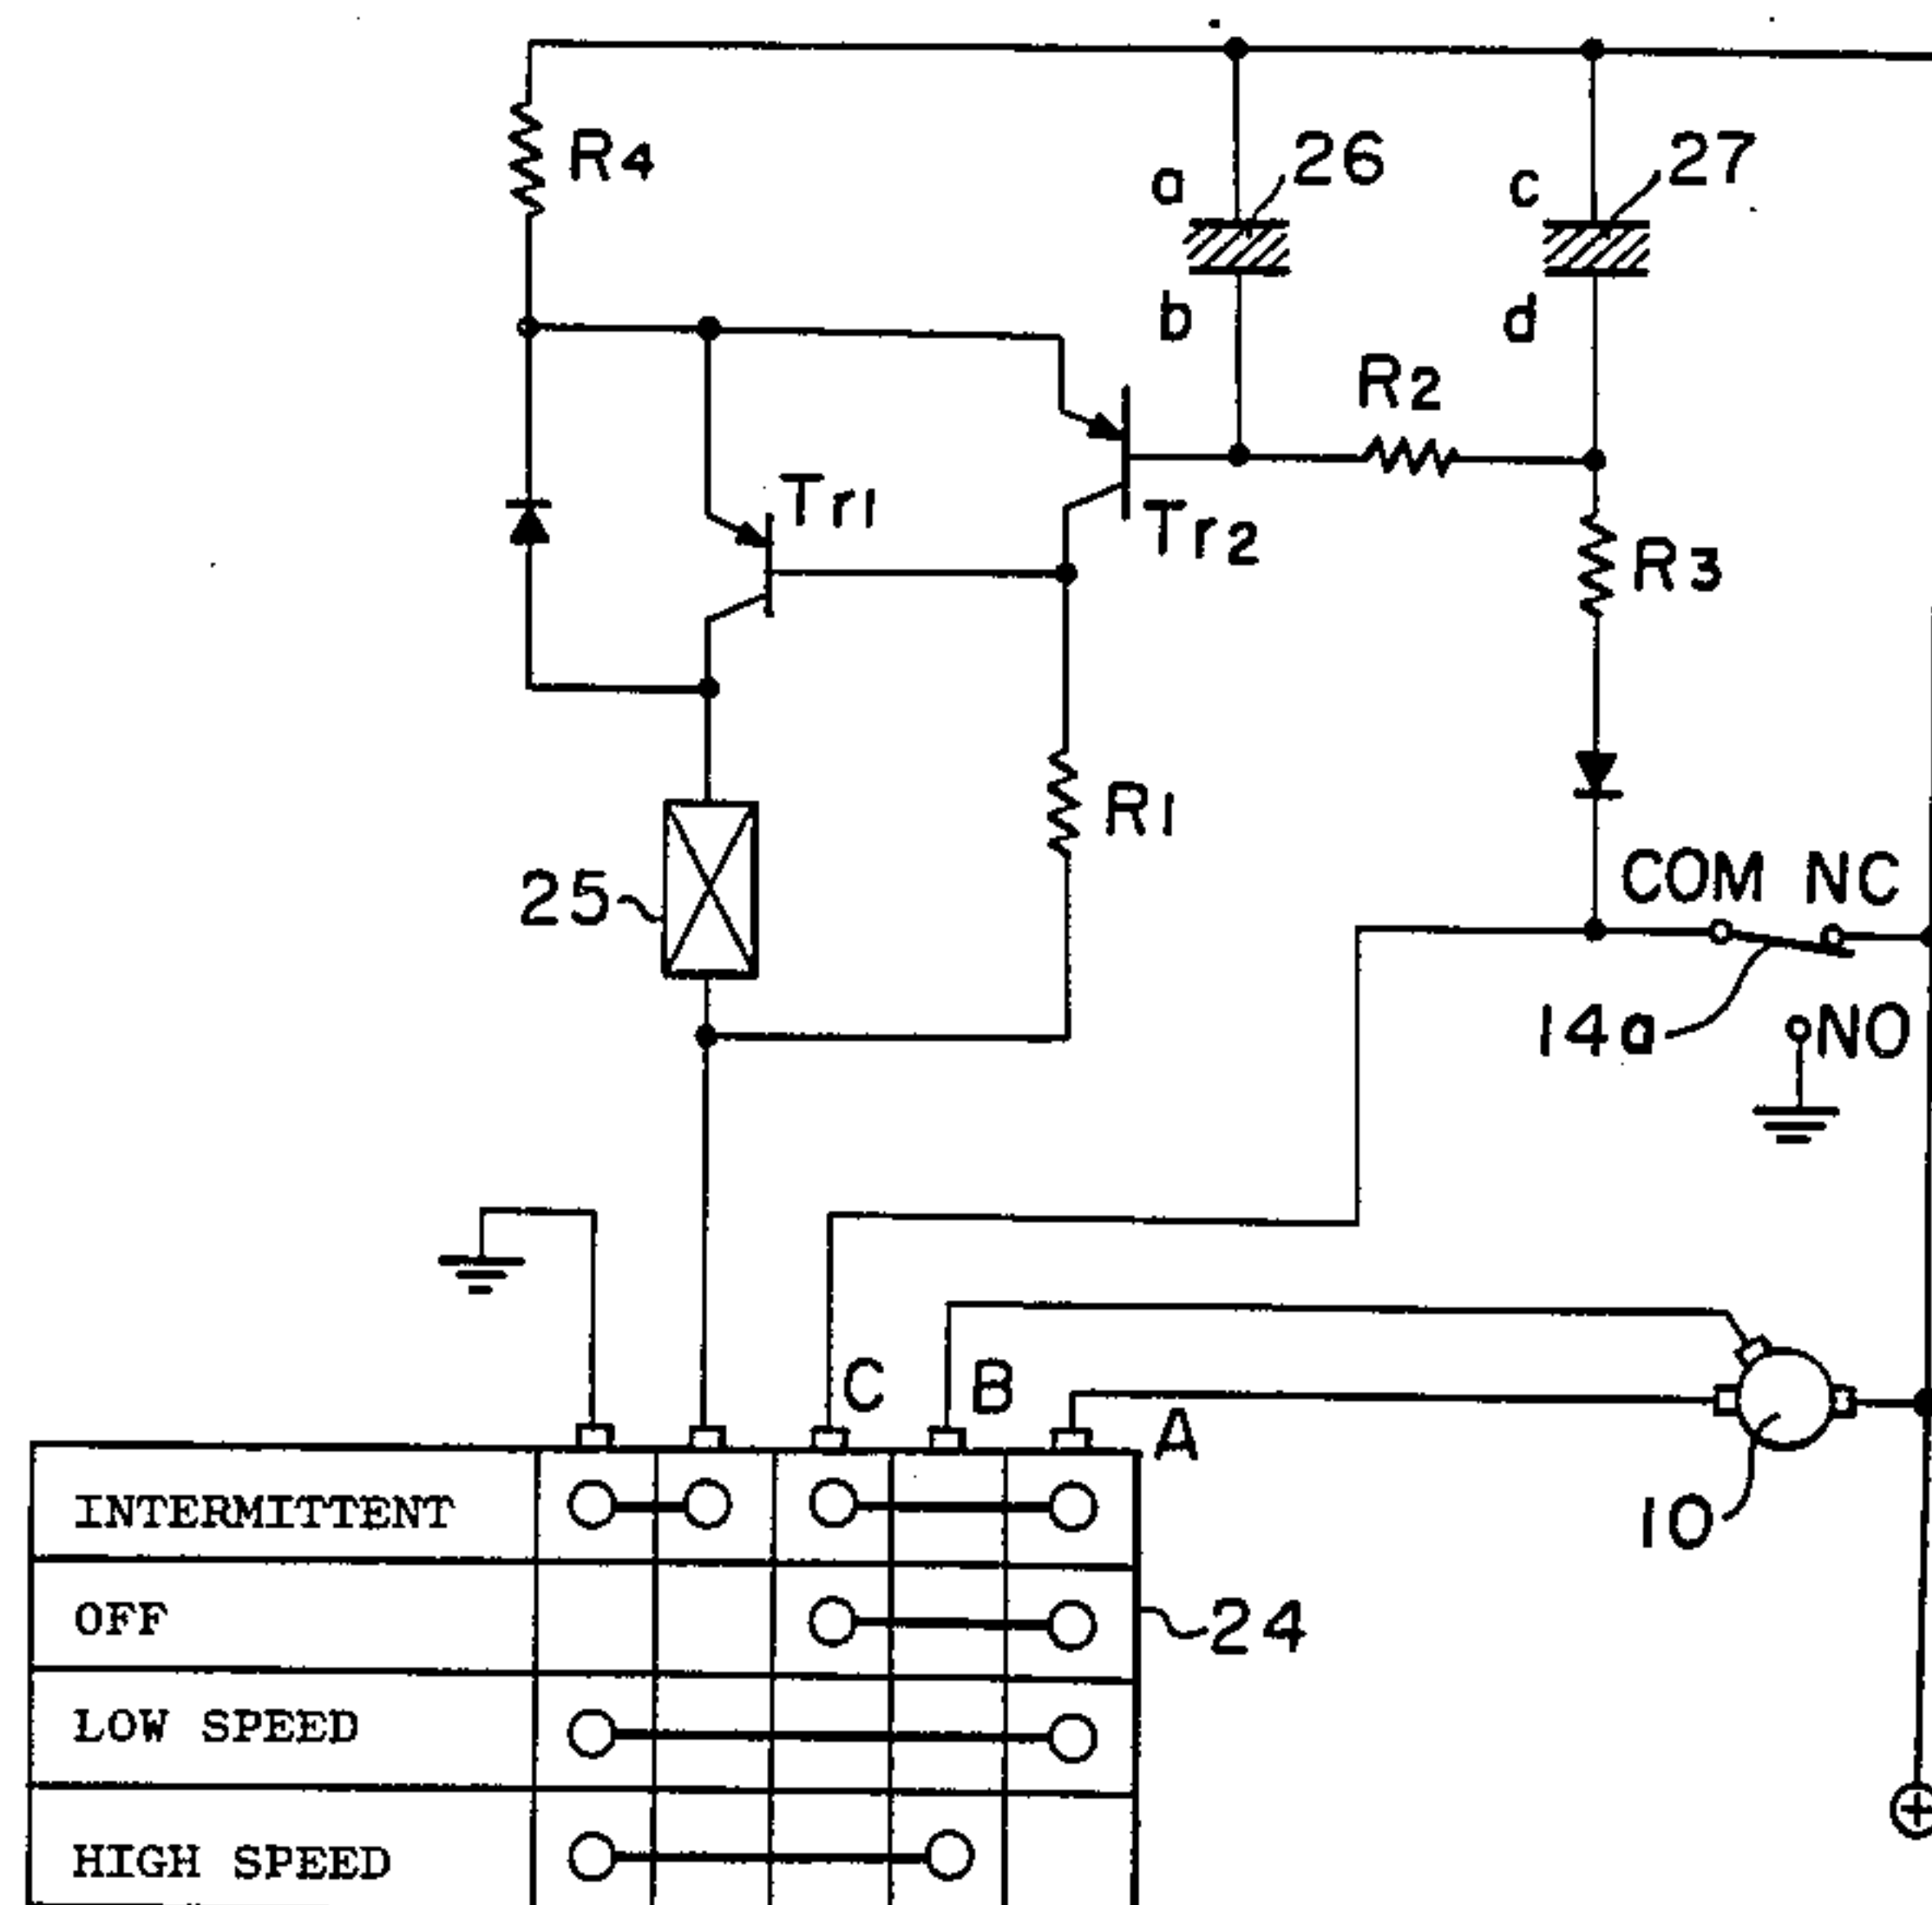 R4
a
26
c
27
b
d
R2
Tr1
Tr2
R3
R1
25
COM NC
14a
NO
C
B
A
10
INTERMITTENT
OFF
24
LOW SPEED
HIGH SPEED